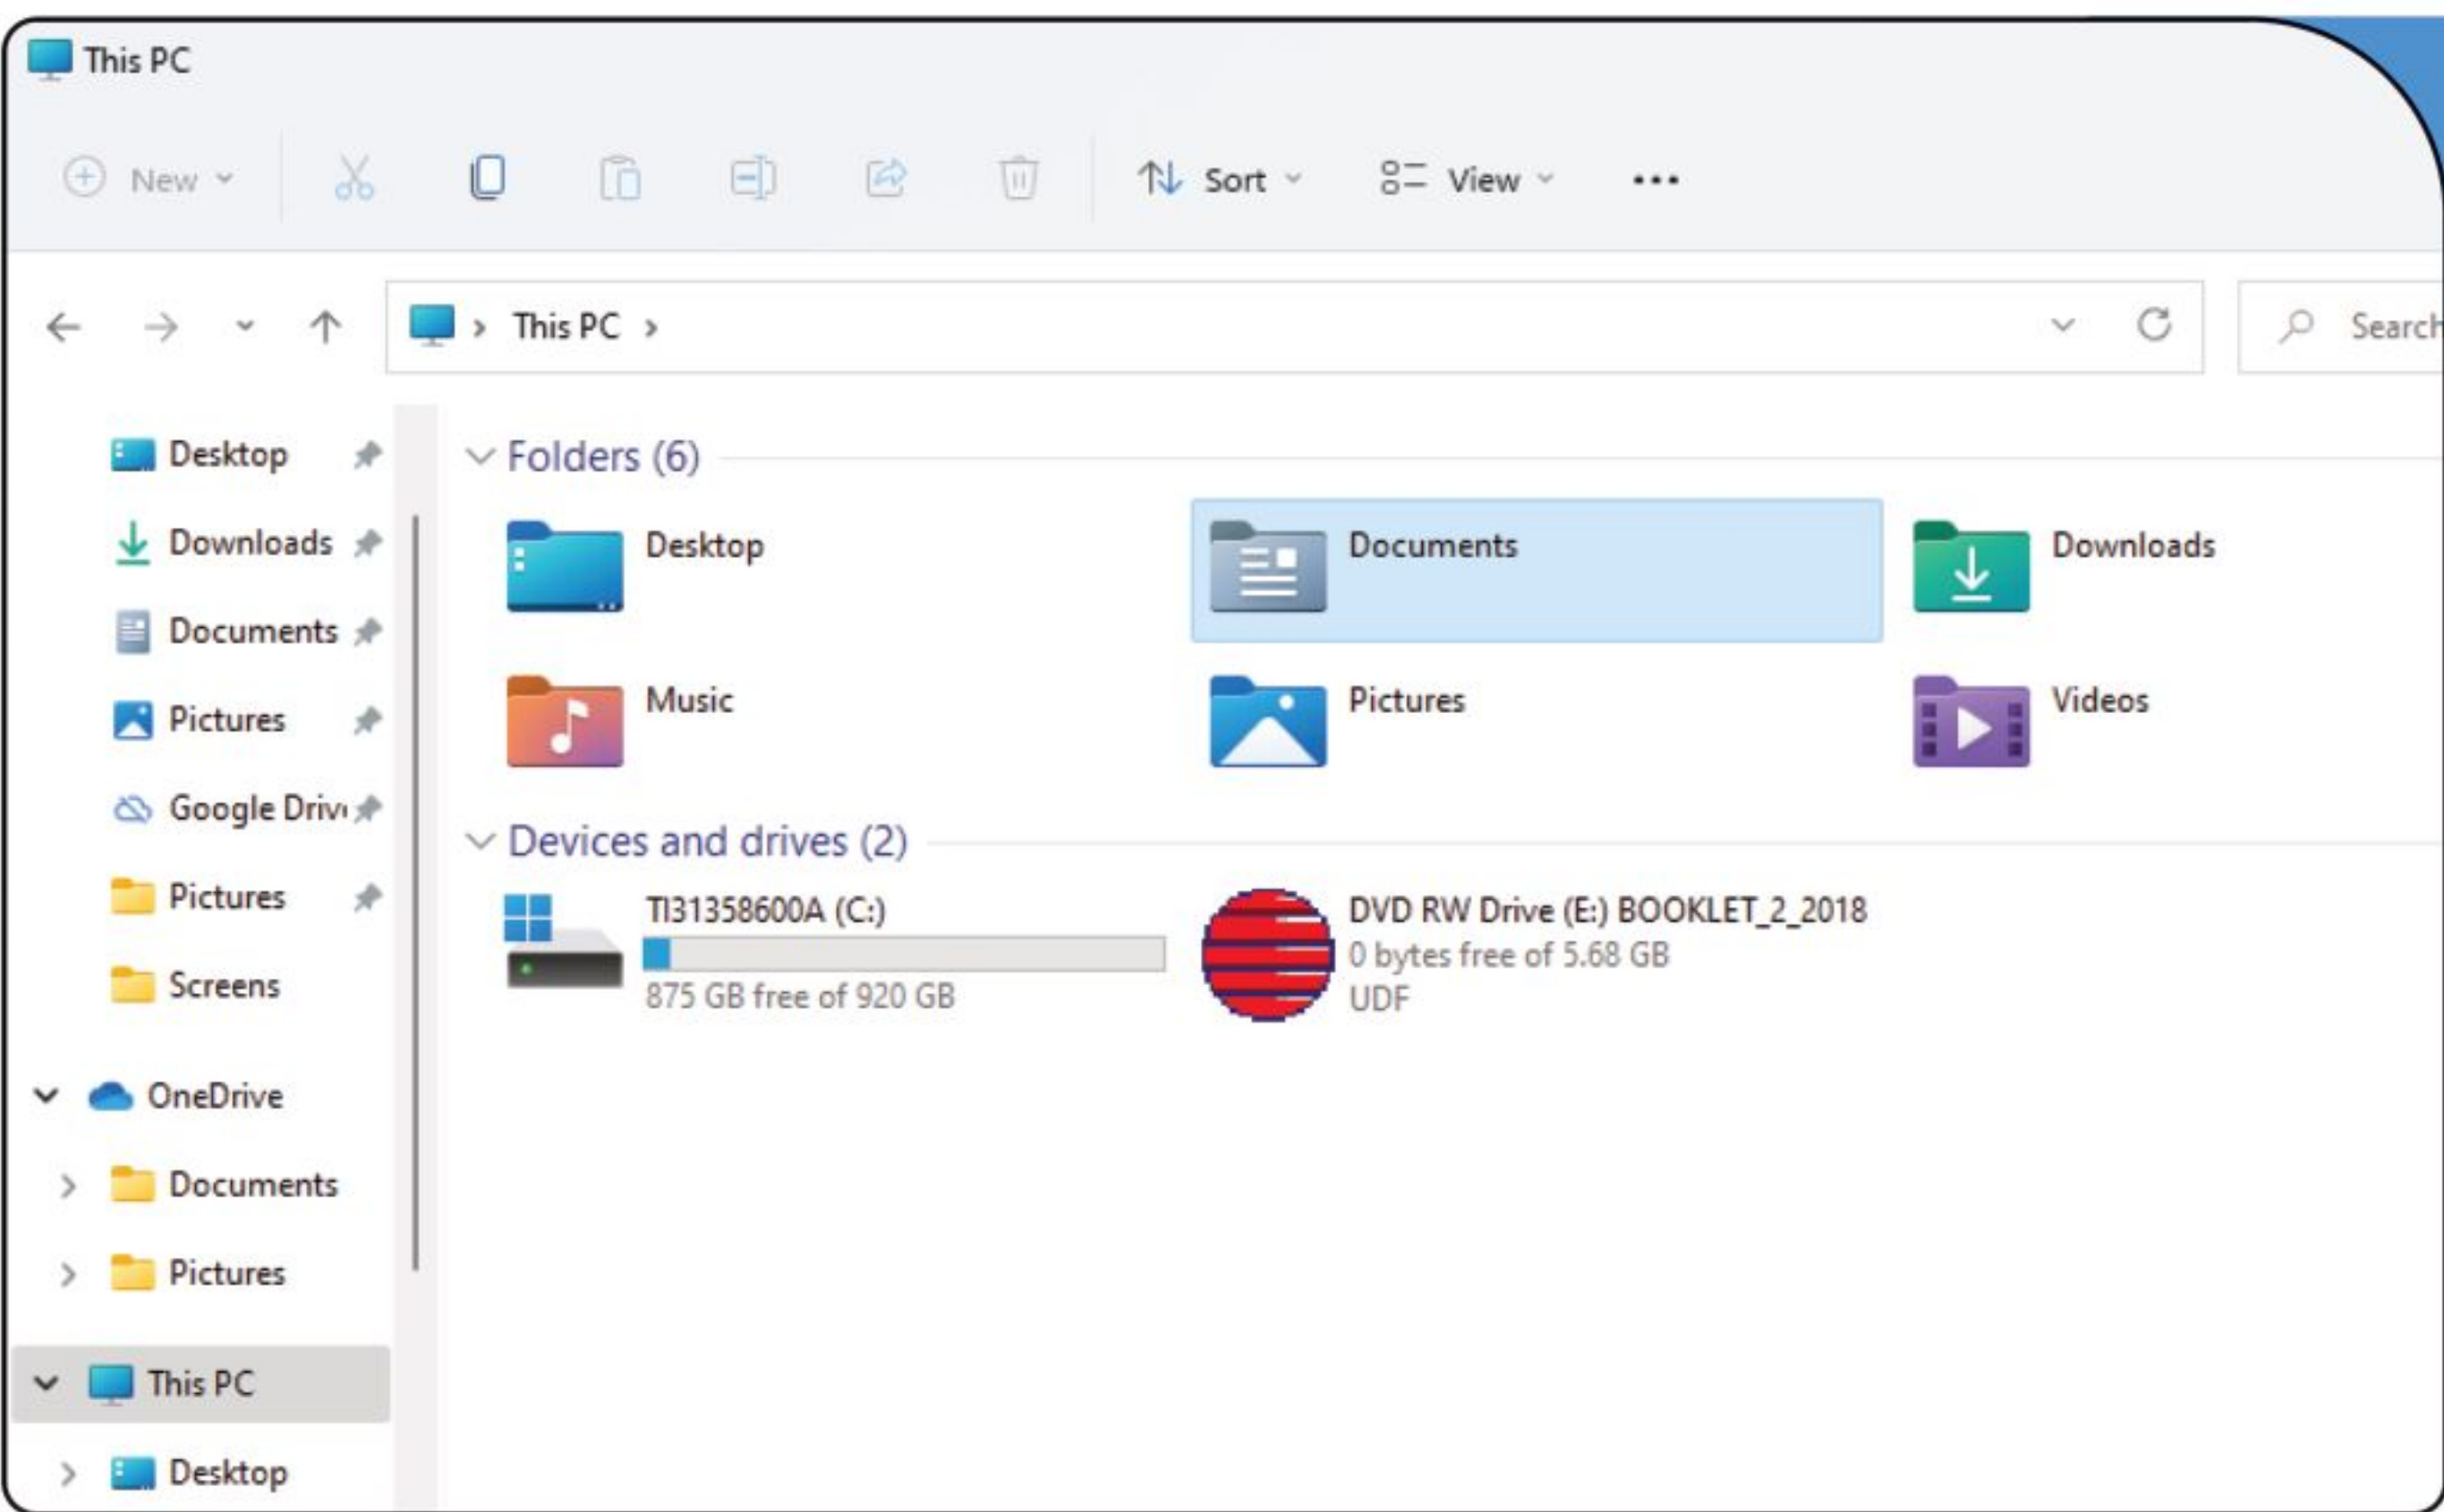 This PC
New
Sort
View
This PC
Search
Desktop
Downloads
Documents
Pictures
Google Driv
Pictures
Screens
OneDrive
Documents
Pictures
This PC
Desktop
Folders (6)
Desktop
Documents
Downloads
Music
Pictures
Videos
Devices and drives (2)
TI31358600A (C:)
875 GB free of 920 GB
DVD RW Drive (E:) BOOKLET_2_2018
0 bytes free of 5.68 GB
UDF